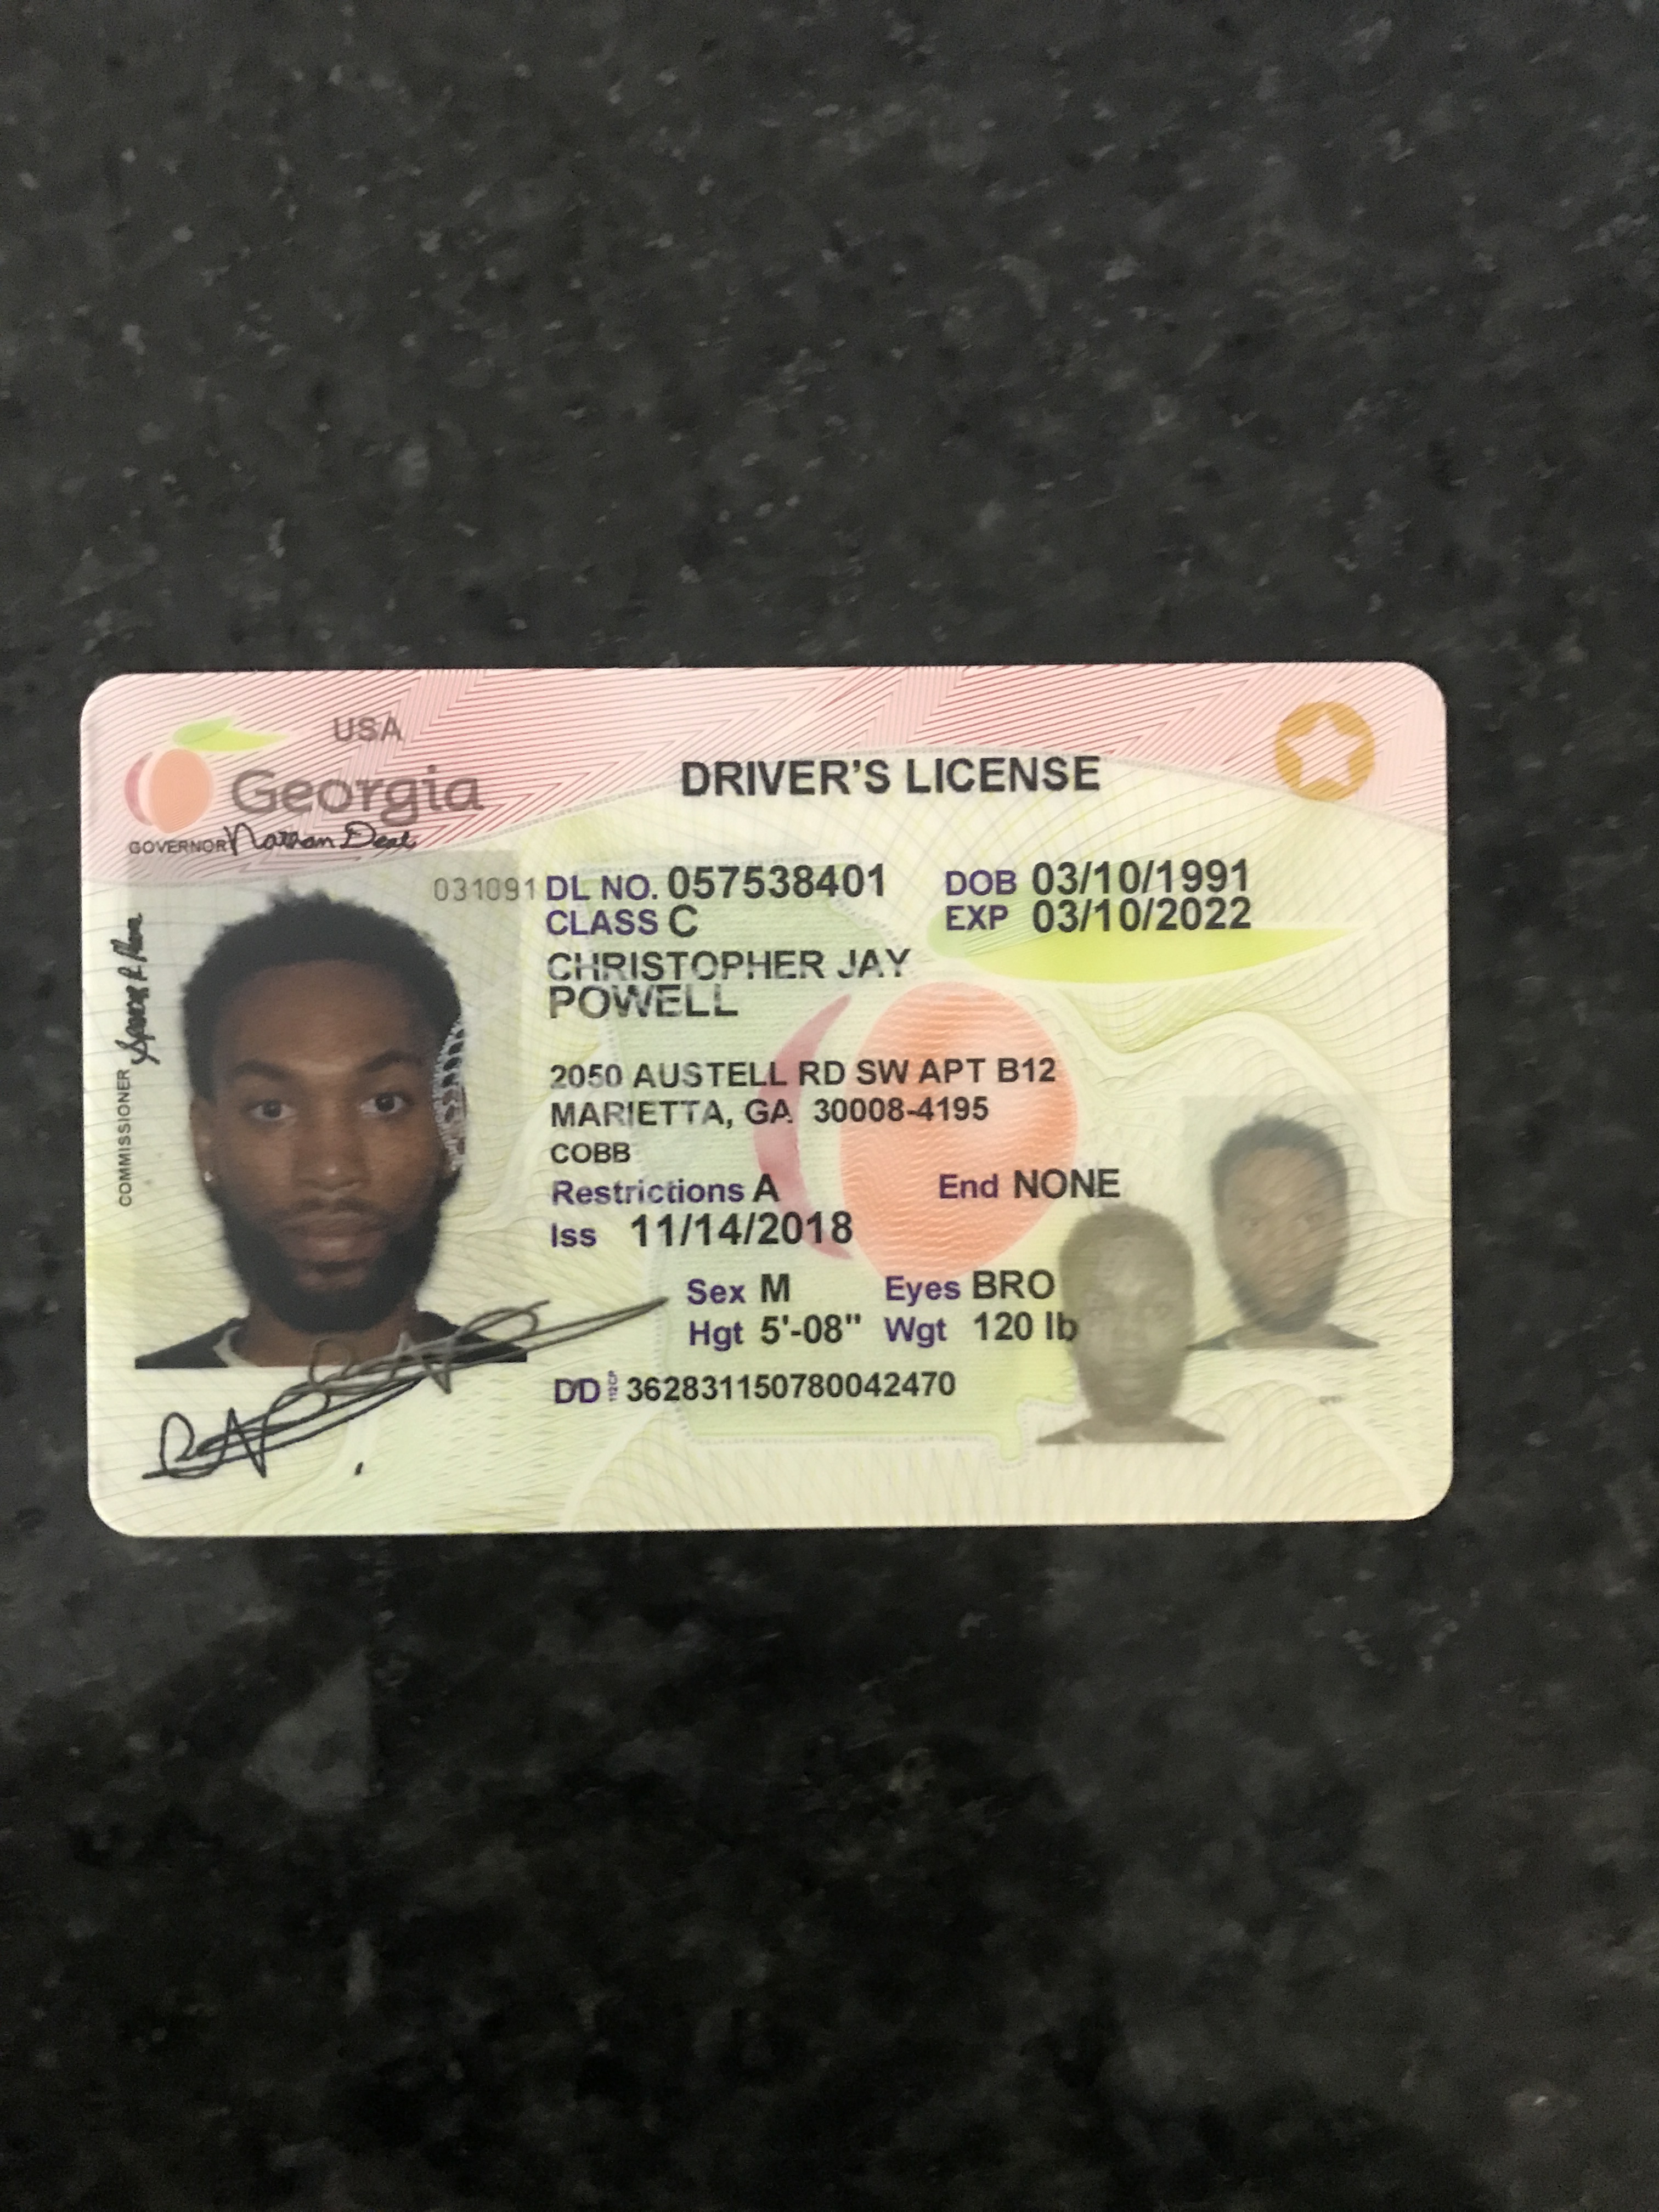 USA
Georgia
DRIVER'S LICENSE
GOVERNOR Nathan Deal
031091 DL NO. 057538401 DOB 03/10/1991
CLASS C EXP 03/10/2022
CHRISTOPHER JAY
POWELL
2050 AUSTELL RD SW APT B12
MARIETTA, GA 30008-4195
COBB
Restrictions A End NONE
Iss 11/14/2018
Sex M Eyes BRO
Hgt 5'-08" Wgt 120 lb
DD 362831150780042470
COMMISSIONER